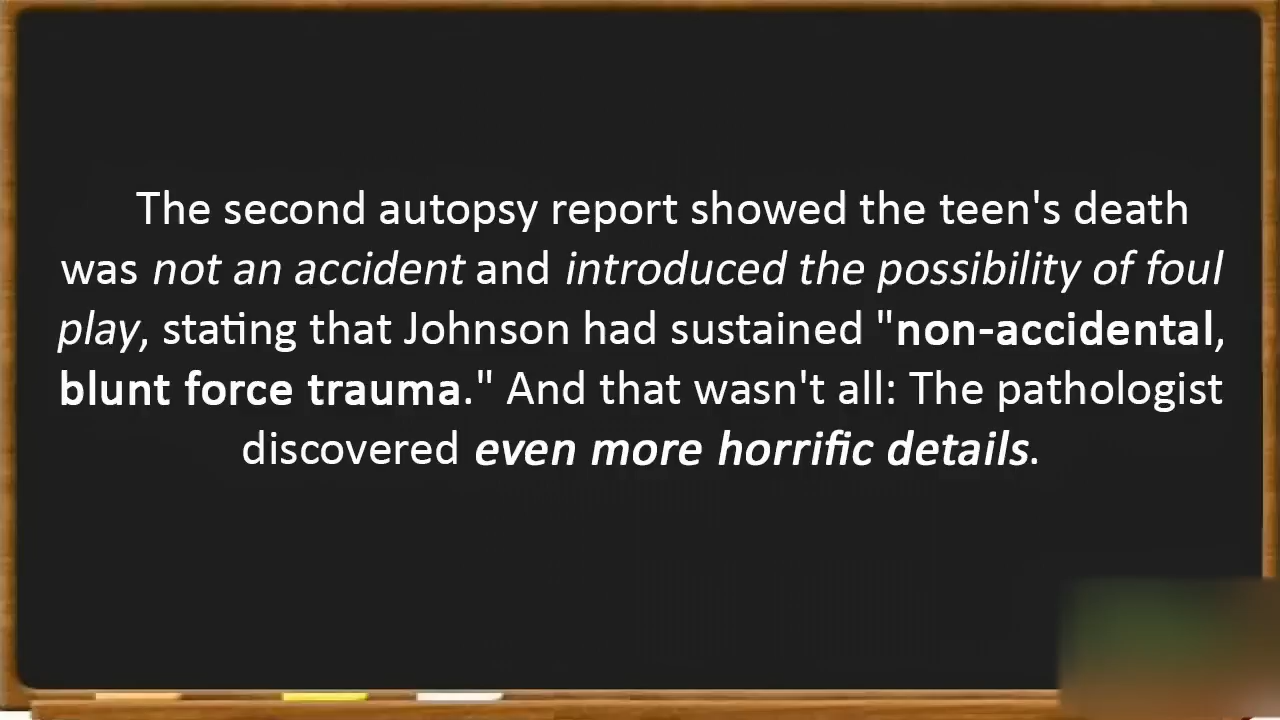 The second autopsy report showed the teen's death
was not an accident and introduced the possibility of foul
play, stating that Johnson had sustained "non-accidental,
blunt force trauma." And that wasn't all: The pathologist
discovered even more horrific details.